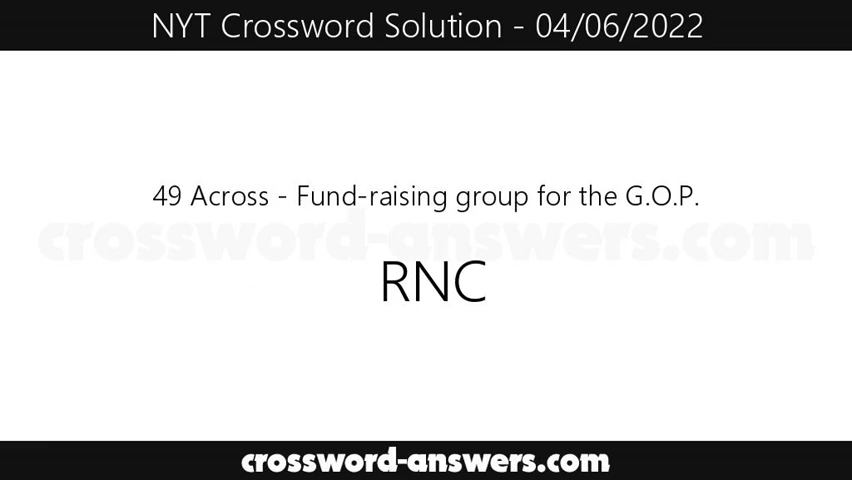 NYT Crossword Solution - 04/06/2022
49 Across - Fund-raising group for the G.O.P.
crossword-answers.com
RNC
crossword-answers.com